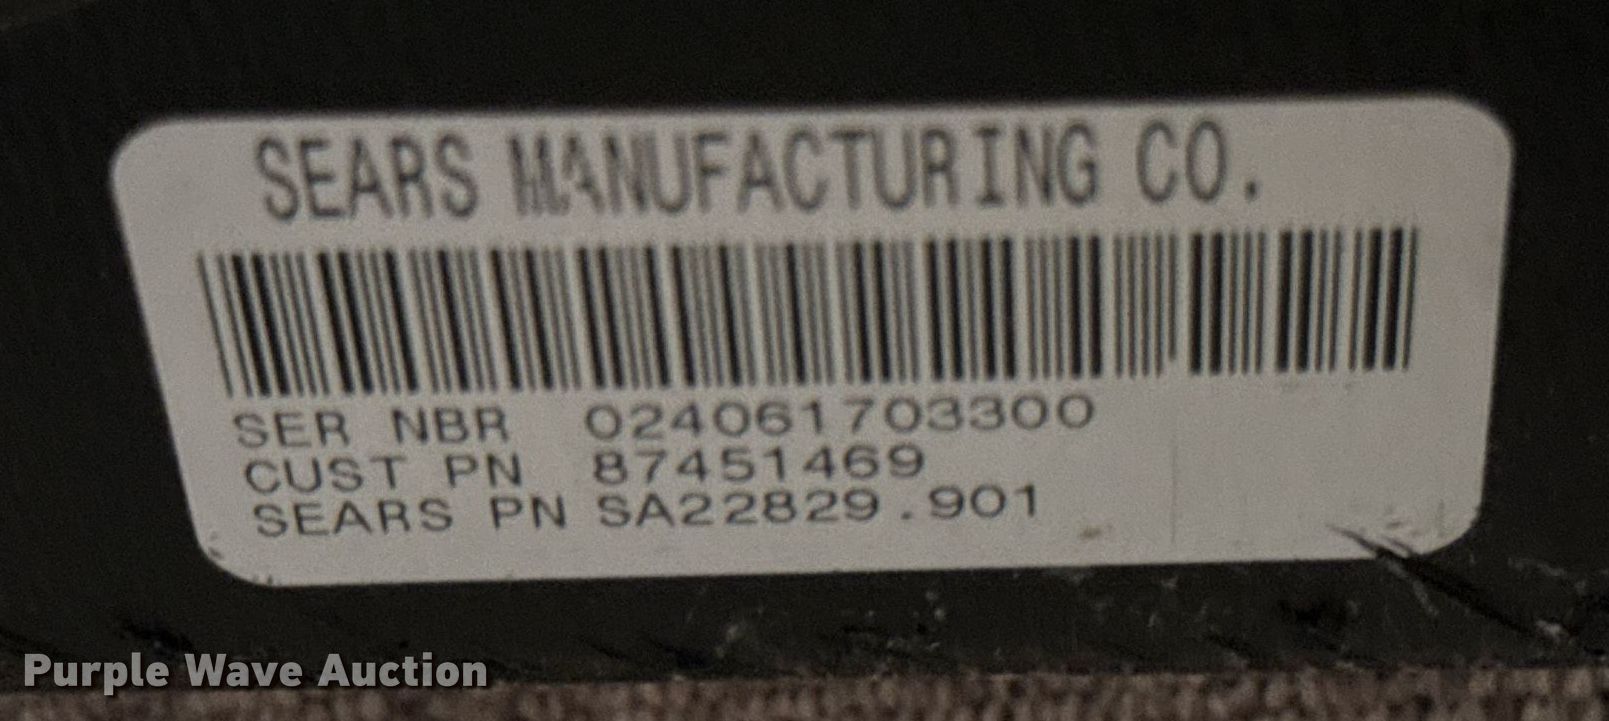 SEARS MANUFACTURING CO.
SER NBR 024061703300
CUST PN 87451469
SEARS PN SA22829.901
Purple Wave Auction